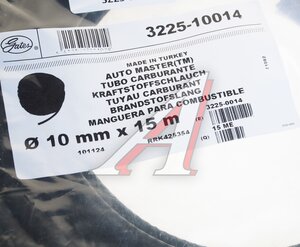 Gates
3225-10014
MADE IN TURKEY
AUTO MASTER(TM)
TUBO CARBURANTE
KRAFTSTOFFSCHLAUCH
TUYAU CARBURANT
BRANDSTOFSLANG
MANGUERA PARA COMBUSTIBLE
3225-0014
Ø 10 mm x 15 m
(E)
15 ME
101124
RRK425354
(Q)